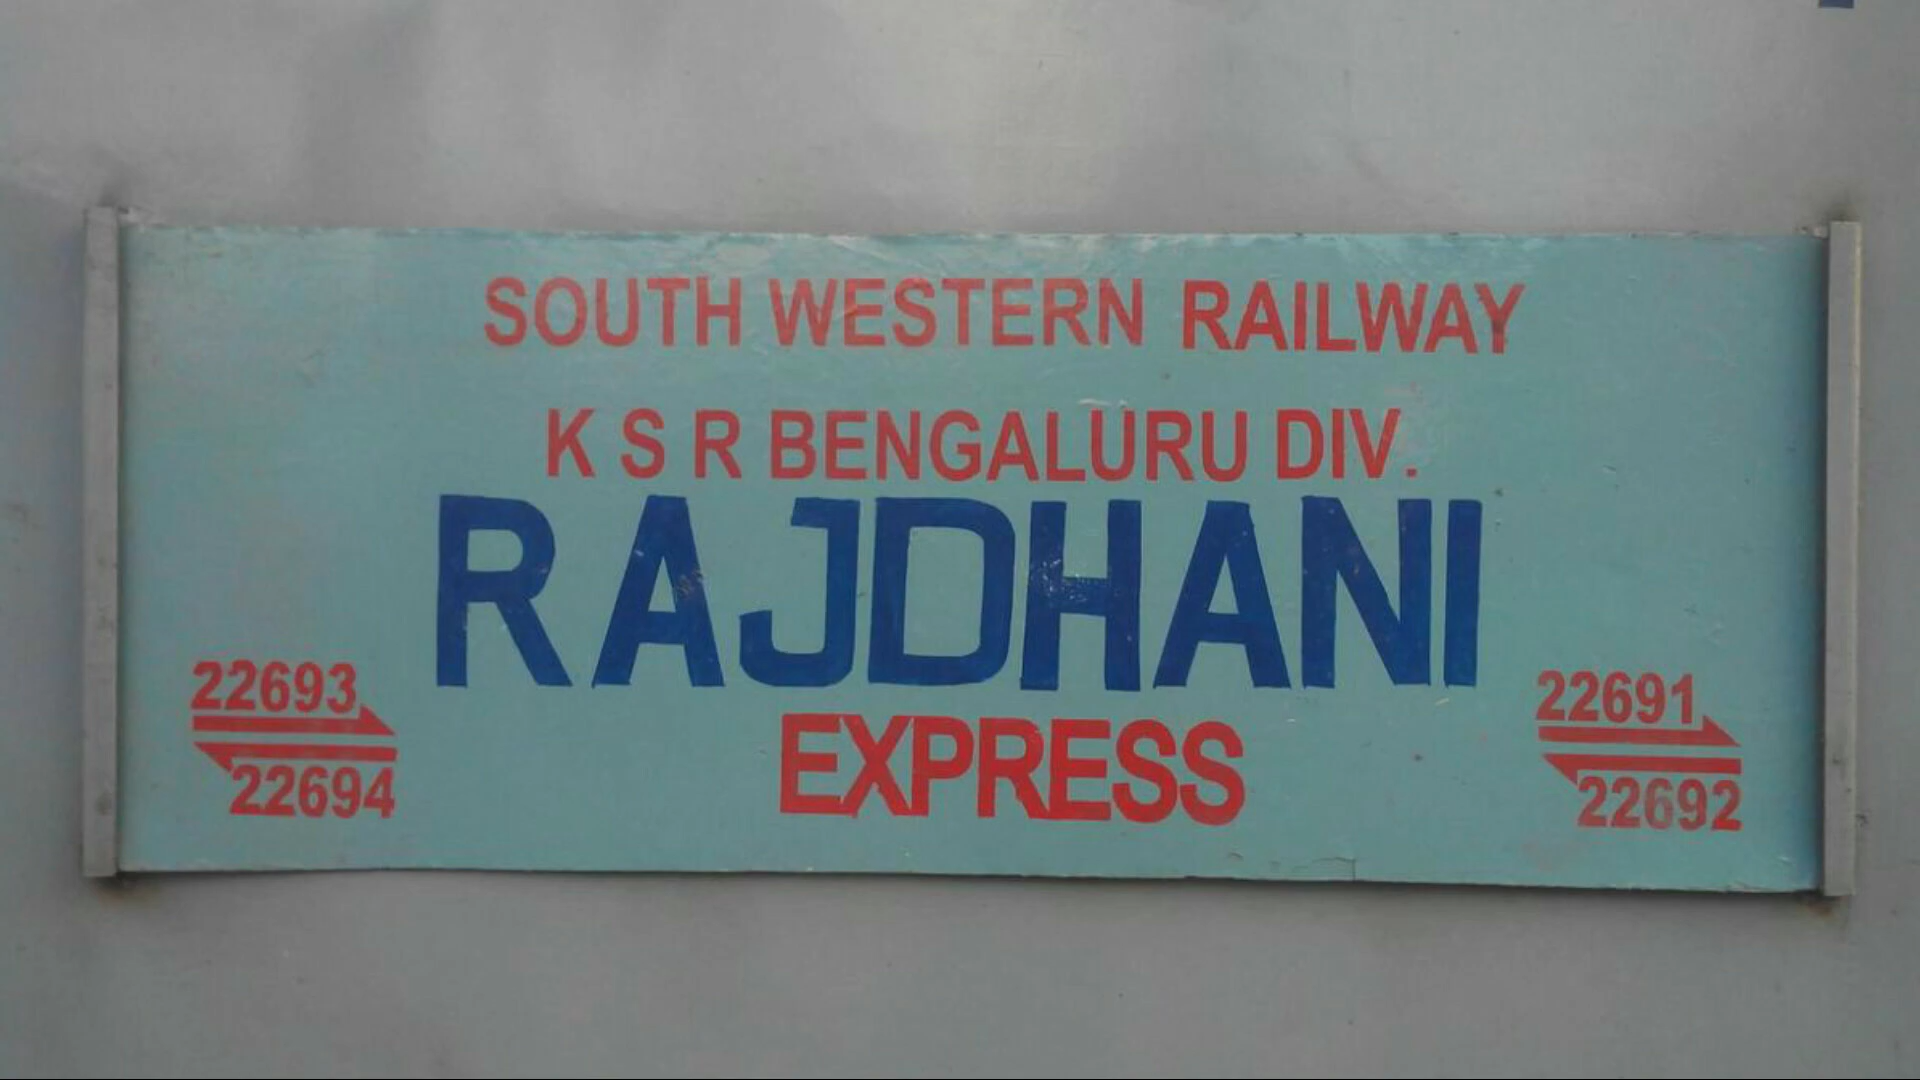 SOUTH WESTERN RAILWAY
K S R BENGALURU DIV.
RAJDHANI
EXPRESS
22693
22694
22691
22692